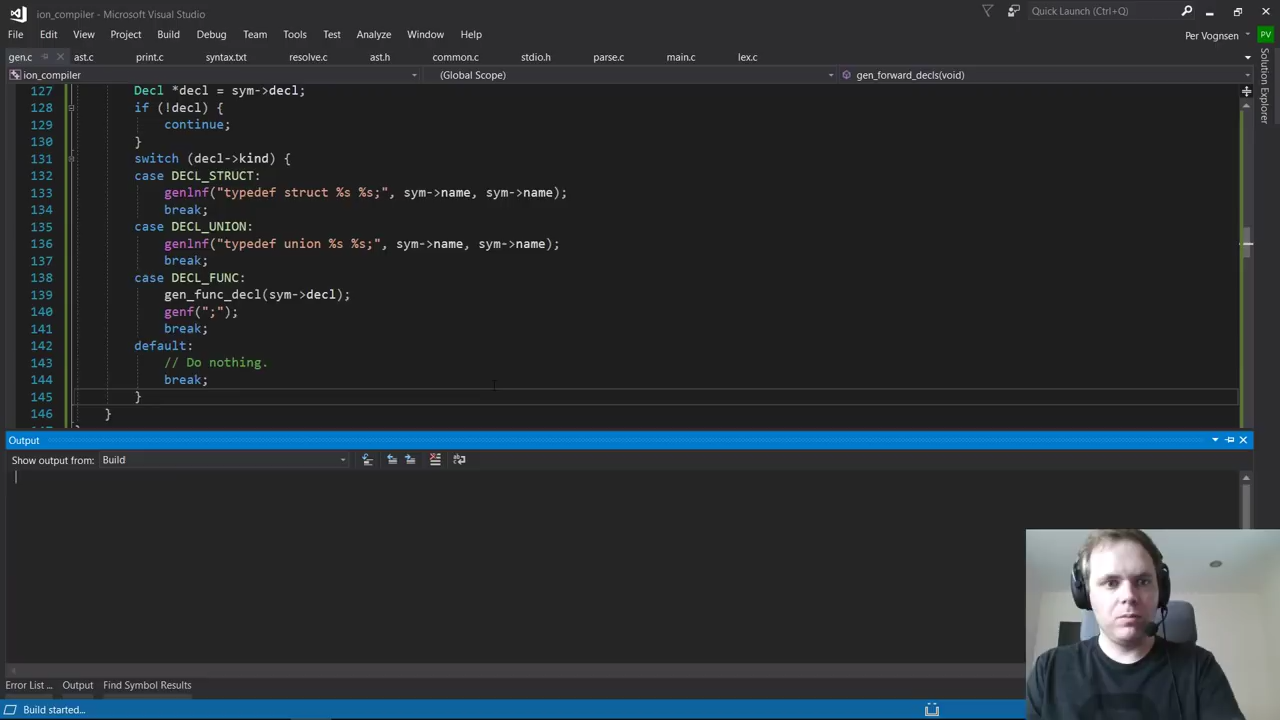 ion_compiler - Microsoft Visual Studio
Quick Launch (Ctrl+Q)
File Edit View Project Build Debug Team Tools Test Analyze Window Help
Per Vognsen PV
gen.c ast.c print.c syntax.txt resolve.c ast.h common.c stdio.h parse.c main.c lex.c
ion_compiler (Global Scope) gen_forward_decls(void)
Solution Explorer
127 Decl *decl = sym->decl;
128 if (!decl) {
129 continue;
130 }
131 switch (decl->kind) {
132 case DECL_STRUCT:
133 genlnf("typedef struct %s %s;", sym->name, sym->name);
134 break;
135 case DECL_UNION:
136 genlnf("typedef union %s %s;", sym->name, sym->name);
137 break;
138 case DECL_FUNC:
139 gen_func_decl(sym->decl);
140 genf(";");
141 break;
142 default:
143 // Do nothing.
144 break;
145 }
146 }
Output
Show output from: Build
Error List ... Output Find Symbol Results
Build started...